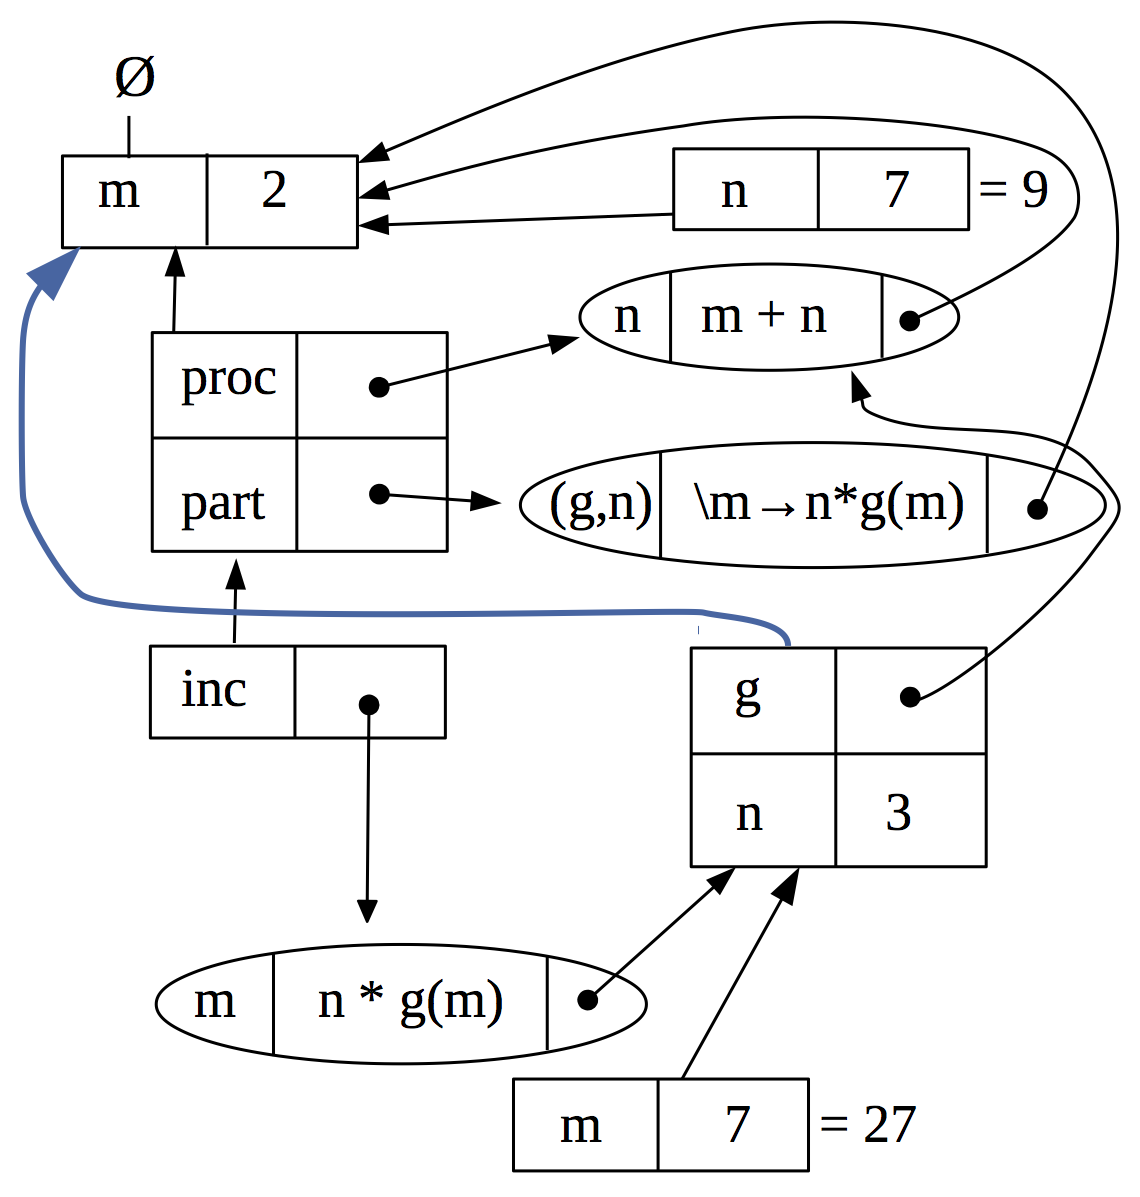 Ø
m 2
n 7 = 9
n m + n
proc
part
(g,n) \m→n*g(m)
inc
g
n 3
m n * g(m)
m 7 = 27